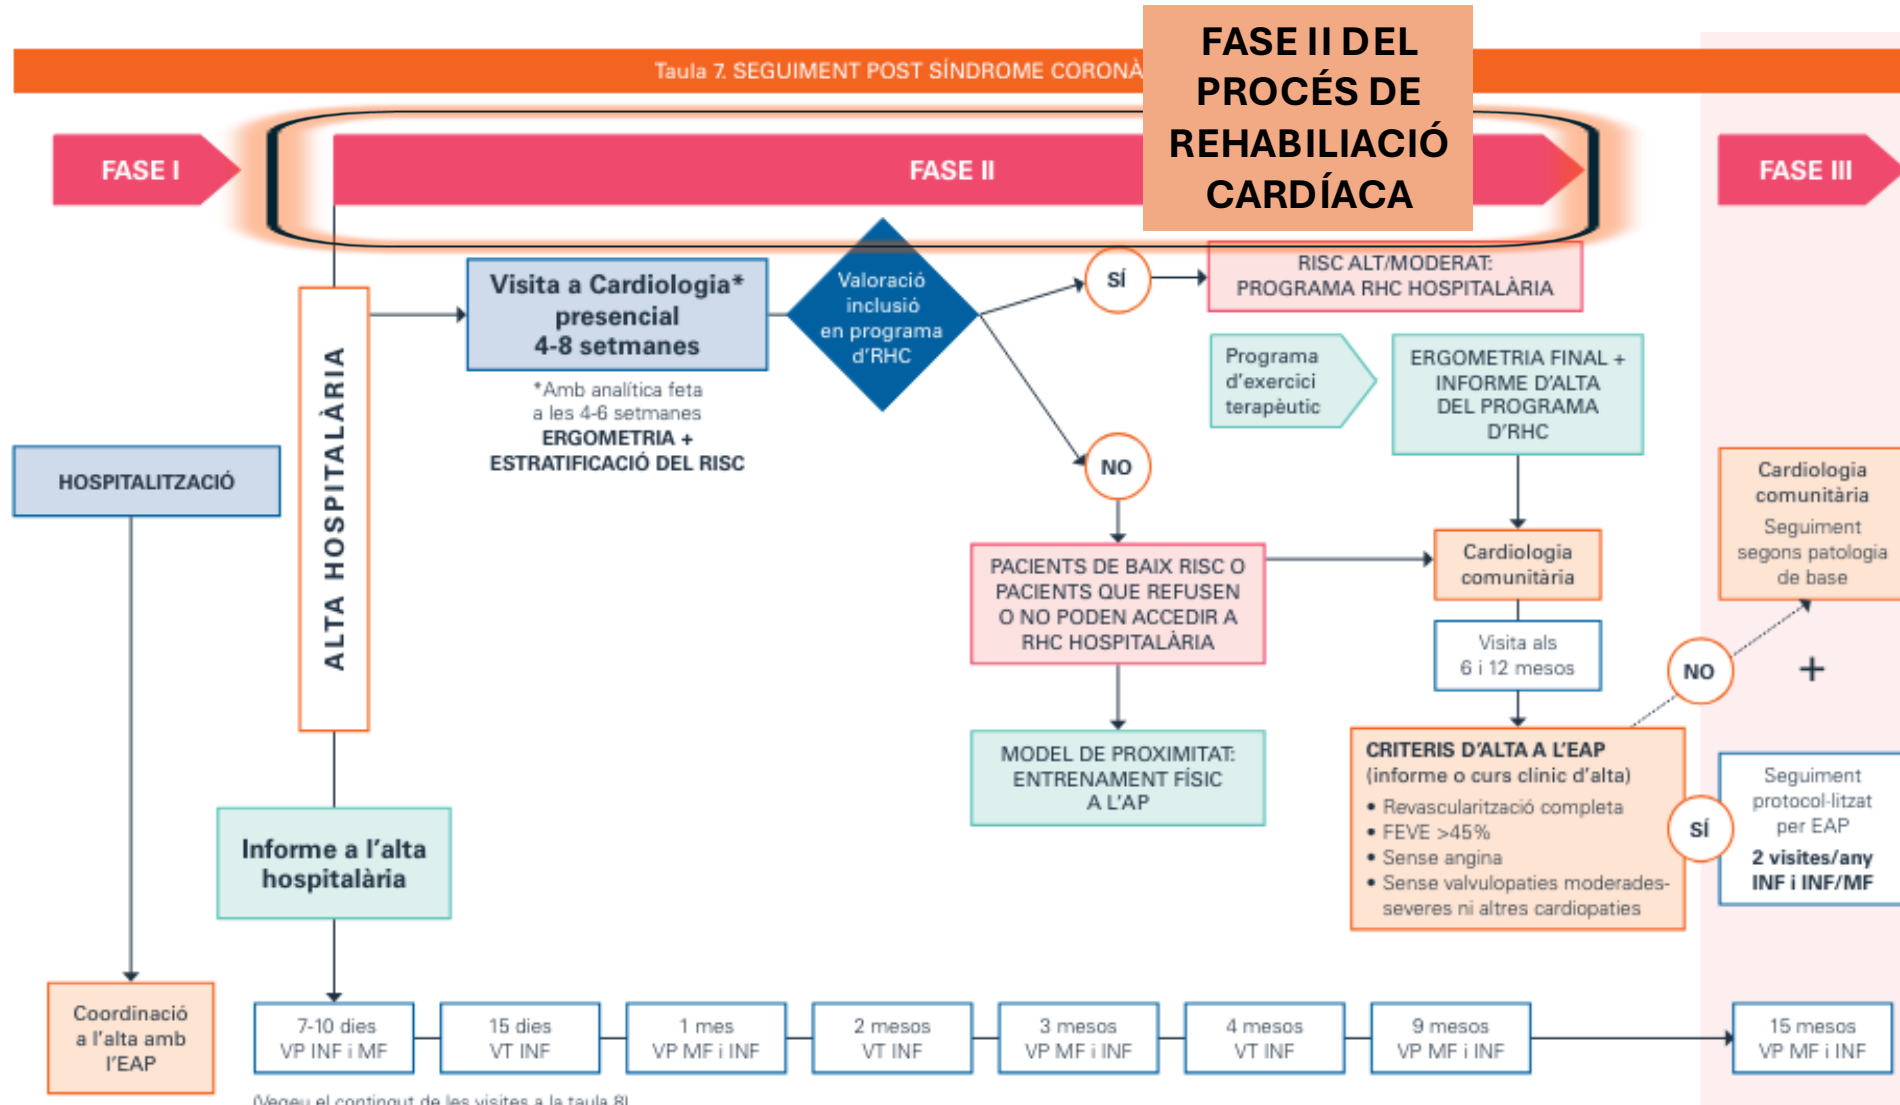 Taula 7. SEGUIMENT POST SÍNDROME CORONÀ
FASE II DEL
PROCÉS DE
REHABILIACIÓ
CARDÍACA
FASE I
FASE II
FASE III
ALTA HOSPITALÀRIA
Visita a Cardiologia*
presencial
4-8 setmanes
*Amb analítica feta
a les 4-6 setmanes
ERGOMETRIA +
ESTRATIFICACIÓ DEL RISC
Valoració
inclusió
en programa
d'RHC
SÍ
RISC ALT/MODERAT:
PROGRAMA RHC HOSPITALÀRIA
Programa
d'exercici
terapèutic
ERGOMETRIA FINAL +
INFORME D'ALTA
DEL PROGRAMA
D'RHC
NO
HOSPITALITZACIÓ
PACIENTS DE BAIX RISC O
PACIENTS QUE REFUSEN
O NO PODEN ACCEDIR A
RHC HOSPITALÀRIA
Cardiologia
comunitària
Visita als
6 i 12 mesos
Cardiologia
comunitària
Seguiment
segons patologia
de base
NO
+
MODEL DE PROXIMITAT:
ENTRENAMENT FÍSIC
A L'AP
CRITERIS D'ALTA A L'EAP
(informe o curs clínic d'alta)
• Revascularització completa
• FEVE >45%
• Sense angina
• Sense valvulopaties moderades-
severes ni altres cardiopaties
SÍ
Seguiment
protocol·litzat
per EAP
2 visites/any
INF i INF/MF
Informe a l'alta
hospitalària
Coordinació
a l'alta amb
l'EAP
7-10 dies
VP INF i MF
15 dies
VT INF
1 mes
VP MF i INF
2 mesos
VT INF
3 mesos
VP MF i INF
4 mesos
VT INF
9 mesos
VP MF i INF
15 mesos
VP MF i INF
(Vegeu el contingut de les visites a la taula 8)